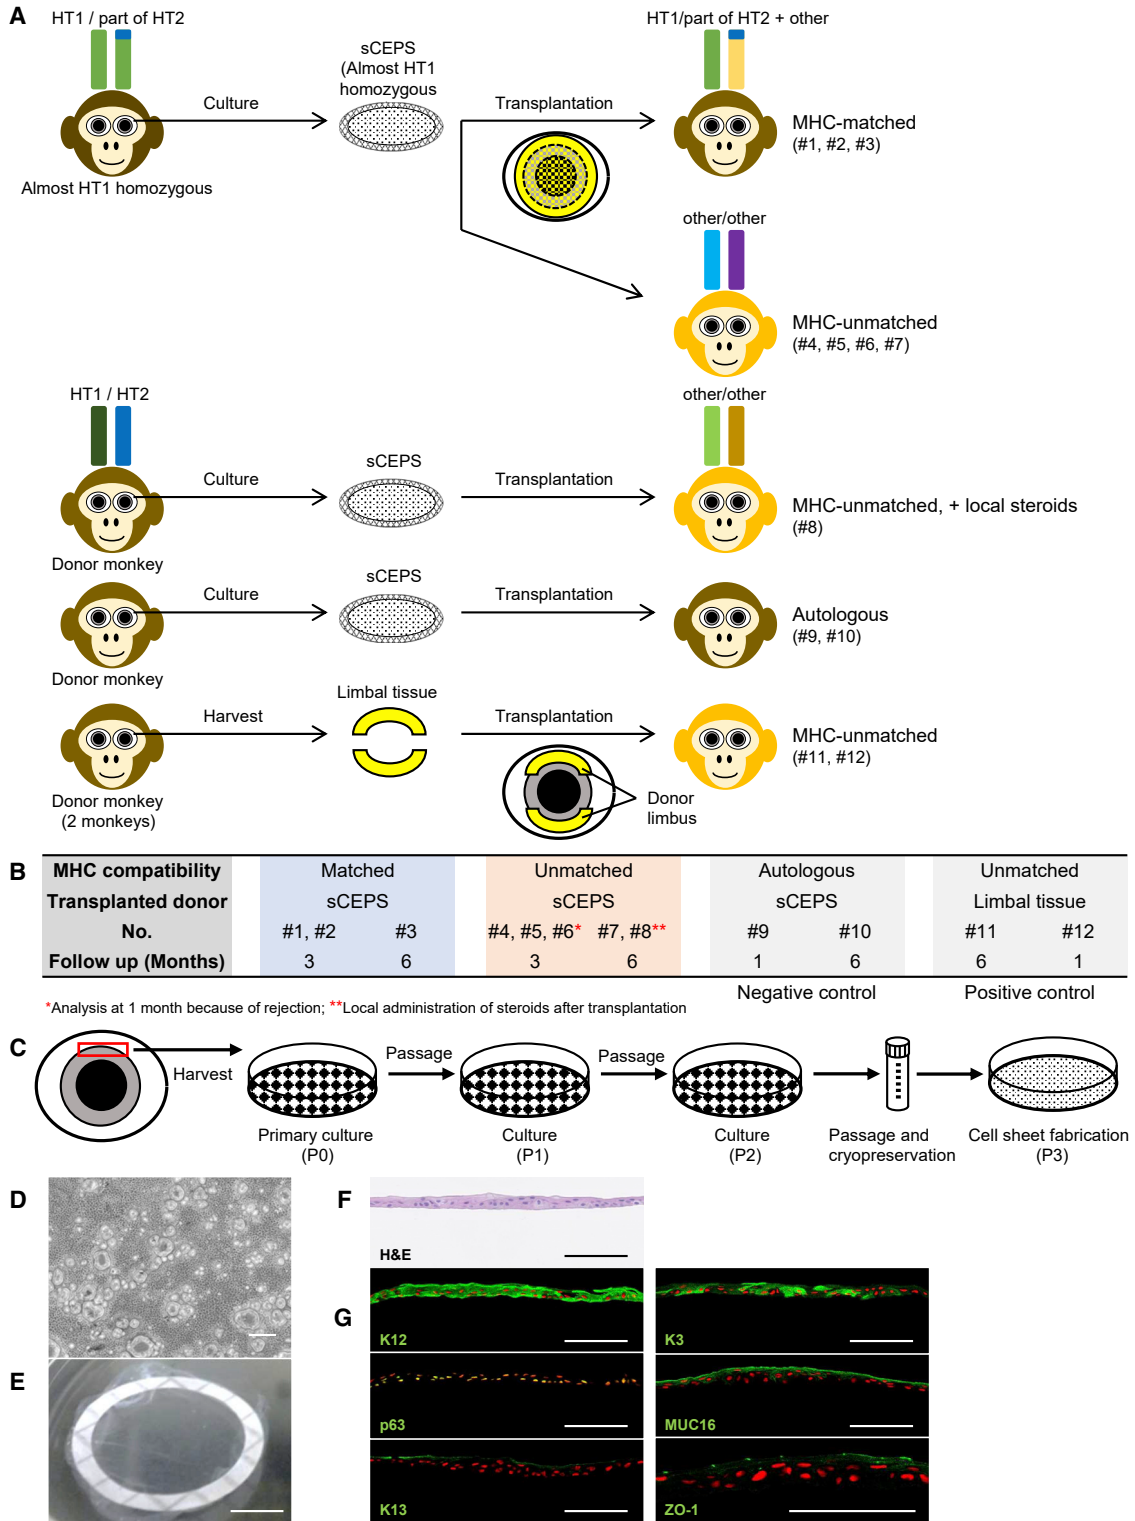 A
HT1 / part of HT2
sCEPS
(Almost HT1
homozygous
HT1/part of HT2 + other
Culture
Transplantation
MHC-matched
(#1, #2, #3)
Almost HT1 homozygous
other/other
MHC-unmatched
(#4, #5, #6, #7)
HT1 / HT2
other/other
Culture
sCEPS
Transplantation
MHC-unmatched, + local steroids
(#8)
Donor monkey
Culture
sCEPS
Transplantation
Autologous
(#9, #10)
Donor monkey
Harvest
Limbal tissue
Transplantation
MHC-unmatched
(#11, #12)
Donor monkey
(2 monkeys)
Donor
limbus
B
MHC compatibility Matched Unmatched Autologous Unmatched
Transplanted donor sCEPS sCEPS sCEPS Limbal tissue
No. #1, #2 #3 #4, #5, #6* #7, #8** #9 #10 #11 #12
Follow up (Months) 3 6 3 6 1 6 6 1
Negative control Positive control
*Analysis at 1 month because of rejection; **Local administration of steroids after transplantation
C
Harvest
Passage
Passage
Primary culture
(P0)
Culture
(P1)
Culture
(P2)
Passage and
cryopreservation
Cell sheet fabrication
(P3)
D
E
F
H&E
G
K12
K3
p63
MUC16
K13
ZO-1